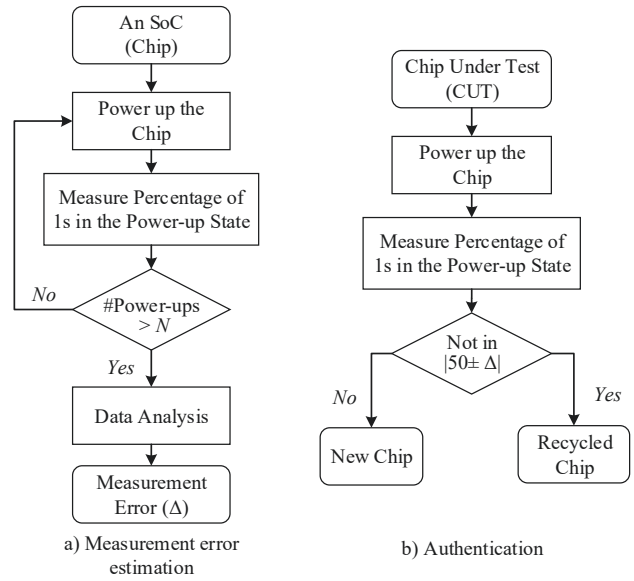 An SoC
(Chip)
Power up the
Chip
Measure Percentage of
1s in the Power-up State
No
#Power-ups
> N
Yes
Data Analysis
Measurement
Error (Δ)
a) Measurement error
estimation
Chip Under Test
(CUT)
Power up the
Chip
Measure Percentage of
1s in the Power-up State
Not in
|50± Δ|
No
Yes
New Chip
Recycled
Chip
b) Authentication